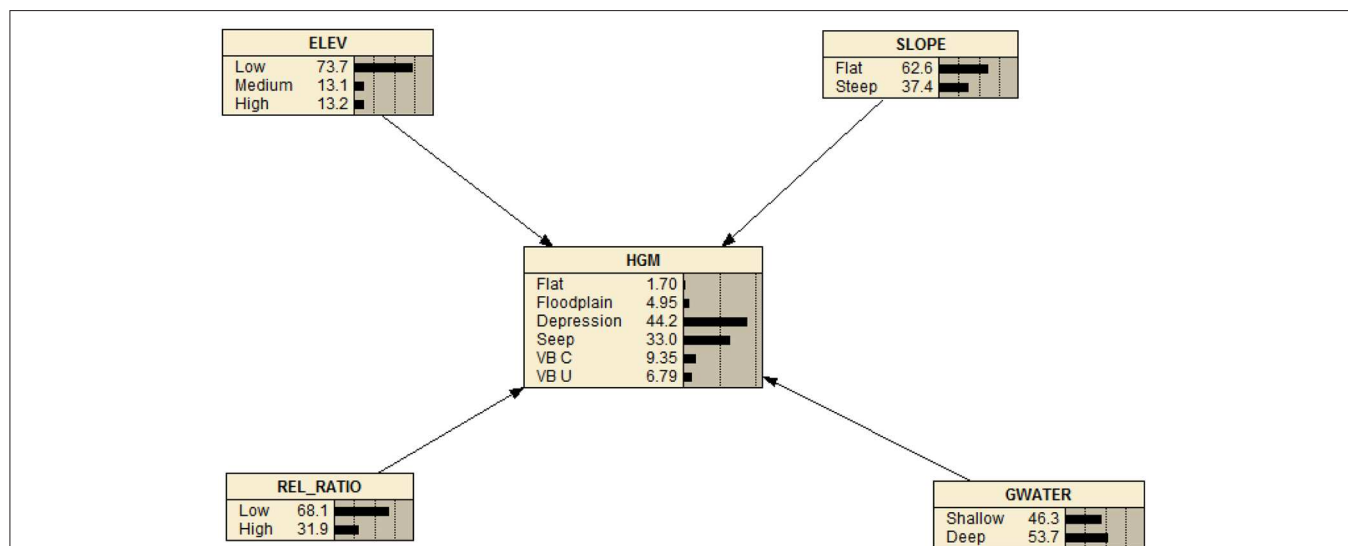 ELEV
Low 73.7
Medium 13.1
High 13.2
SLOPE
Flat 62.6
Steep 37.4
HGM
Flat 1.70
Floodplain 4.95
Depression 44.2
Seep 33.0
VB C 9.35
VB U 6.79
REL_RATIO
Low 68.1
High 31.9
GWATER
Shallow 46.3
Deep 53.7